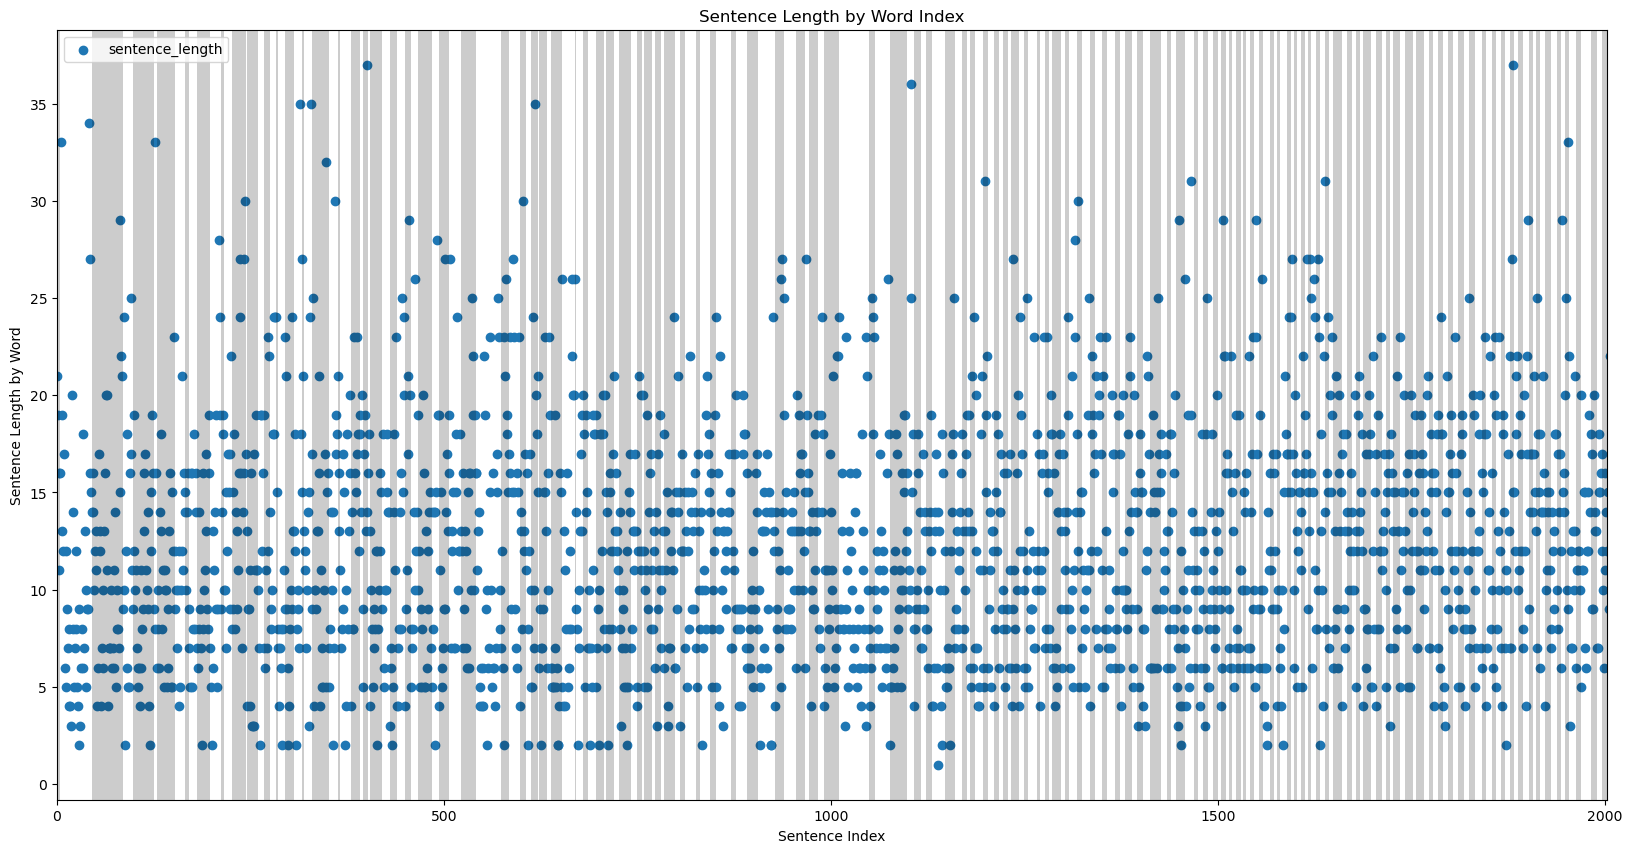 Sentence Length by Word Index
sentence_length
Sentence Length by Word
35
30
25
20
15
10
5
0
0 500 1000 1500 2000
Sentence Index